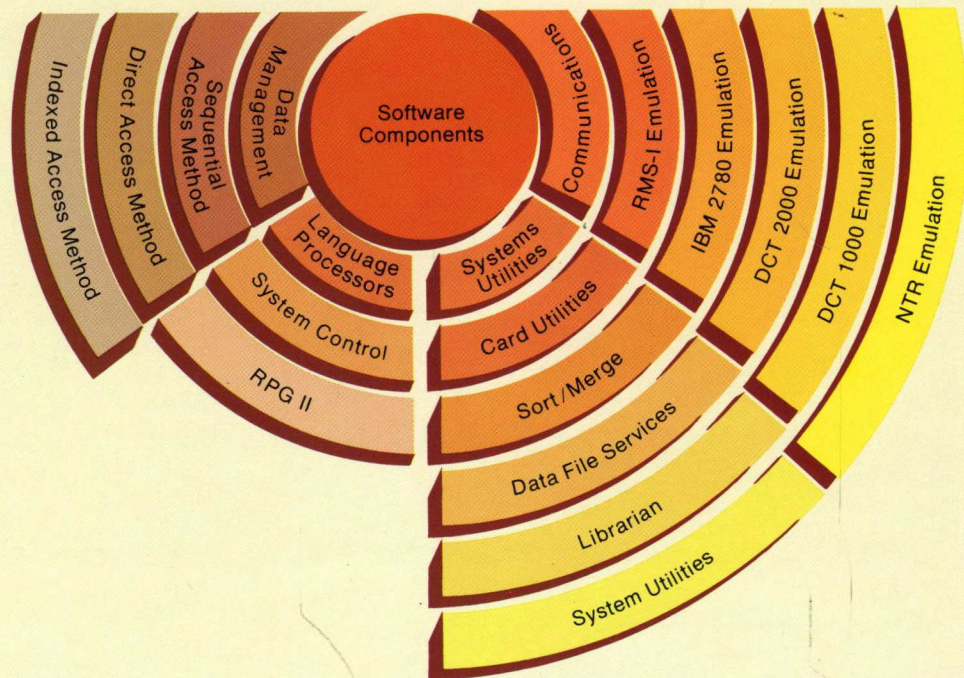 Software
Components
Data
Management
Sequential
Access Method
Direct Access Method
Indexed Access Method
Language
Processors
System Control
RPG II
Systems
Utilities
Card Utilities
Sort/Merge
Data File Services
Librarian
System Utilities
Communications
RMS-I Emulation
IBM 2780 Emulation
DCT 2000 Emulation
DCT 1000 Emulation
NTR Emulation